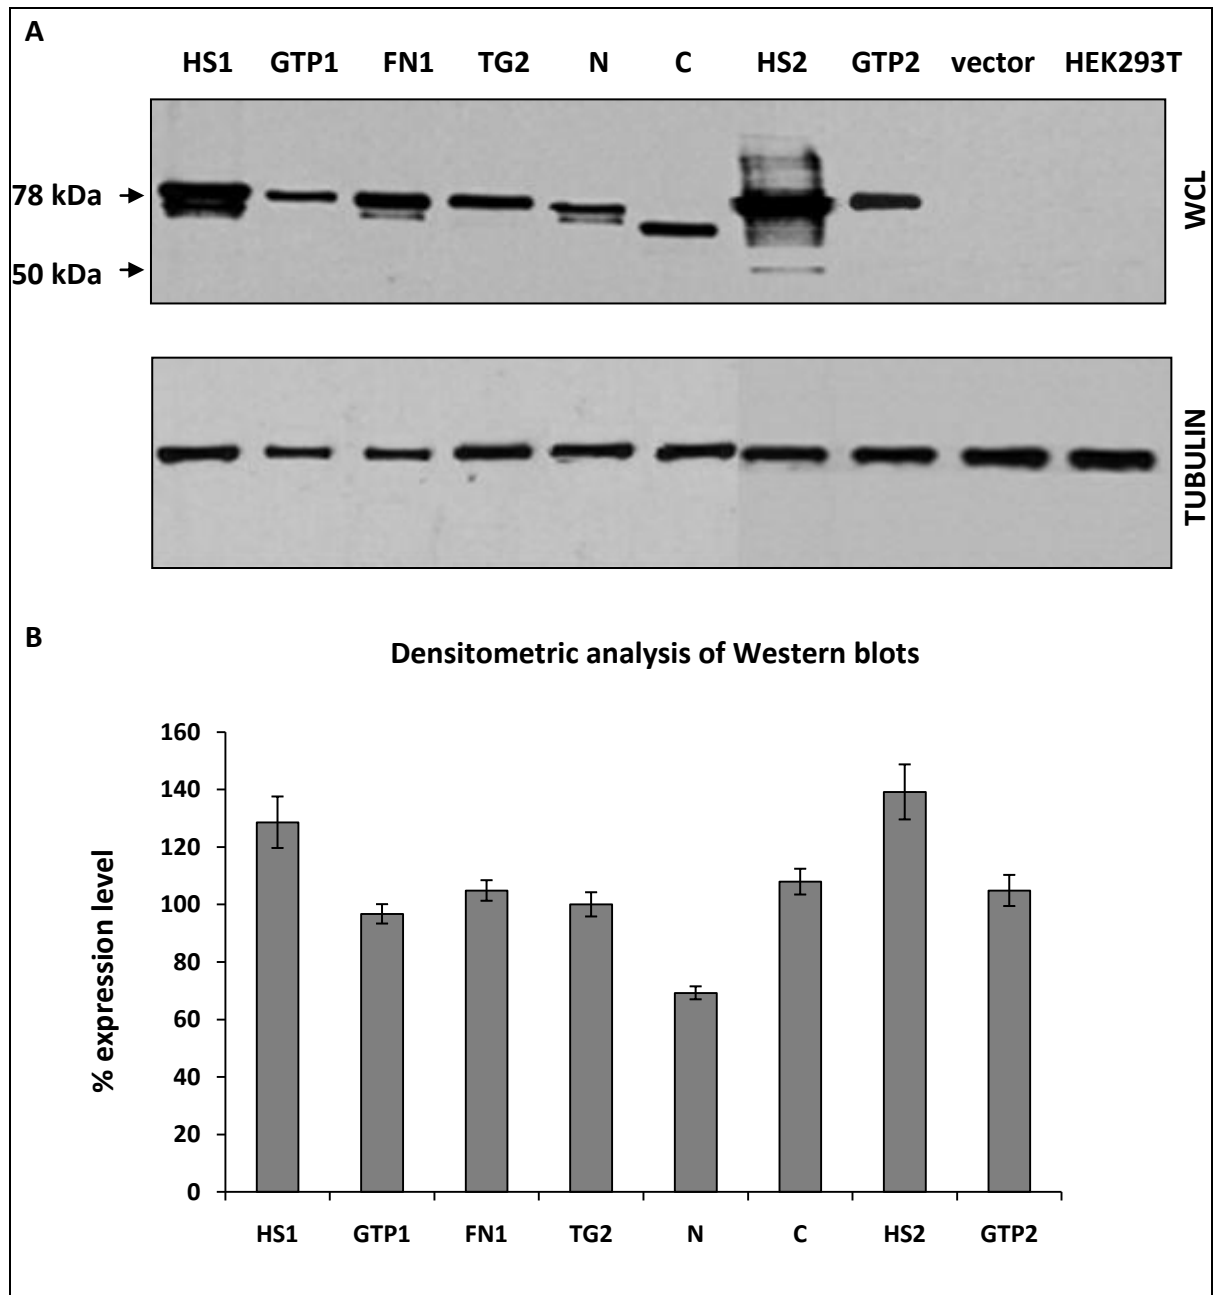 A
HS1 GTP1 FN1 TG2 N C HS2 GTP2 vector HEK293T
78 kDa
50 kDa
WCL
TUBULIN
B
Densitometric analysis of Western blots
% expression level
160
140
120
100
80
60
40
20
0
HS1 GTP1 FN1 TG2 N C HS2 GTP2